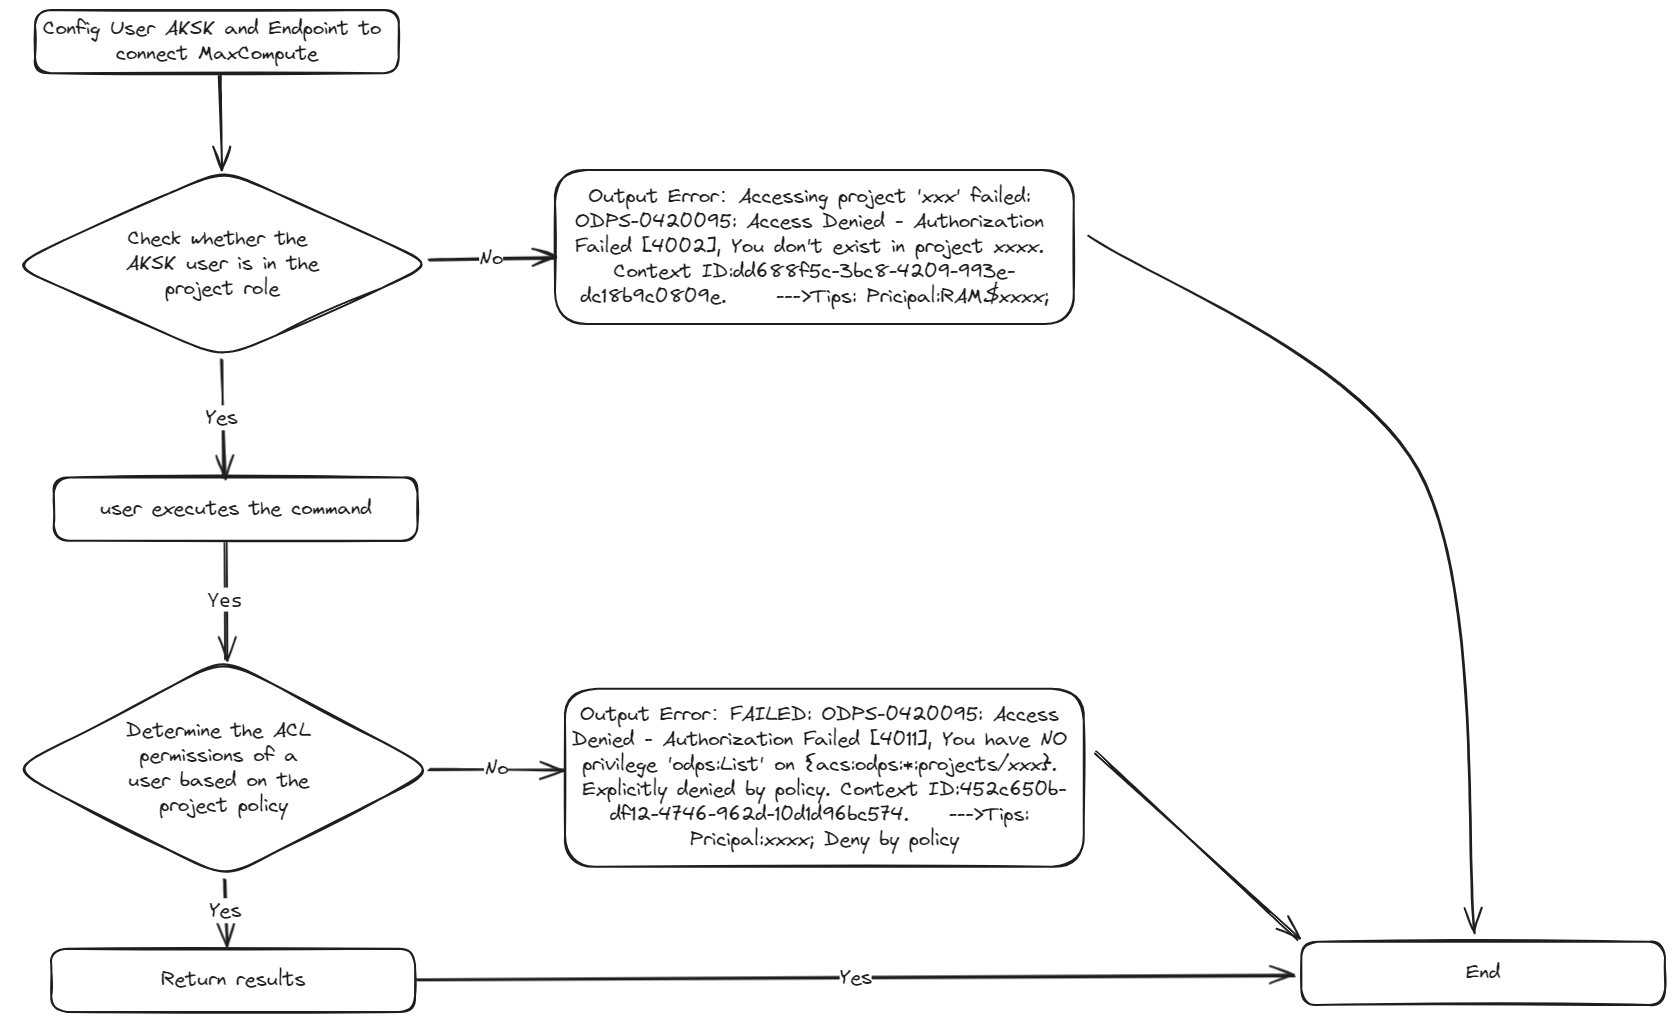 Config User AKSK and Endpoint to
connect MaxCompute
Check whether the
AKSK user is in the
project role
No
Output Error: Accessing project 'xxx' failed:
ODPS-0420095: Access Denied - Authorization
Failed [4002], You don't exist in project xxxx.
Context ID:dd688f5c-3bc8-4209-993e-
dc18b9c0809e. --->Tips: Pricipal:RAM$xxxx;
Yes
user executes the command
Yes
Determine the ACL
permissions of a
user based on the
project policy
No
Output Error: FAILED: ODPS-0420095: Access
Denied - Authorization Failed [4011], You have NO
privilege 'odps:List' on {acs:odps:*:projects/xxx}.
Explicitly denied by policy. Context ID:452c650b-
df12-4746-962d-10d1d96bc574. --->Tips:
Pricipal:xxxx; Deny by policy
Yes
Return results
Yes
End